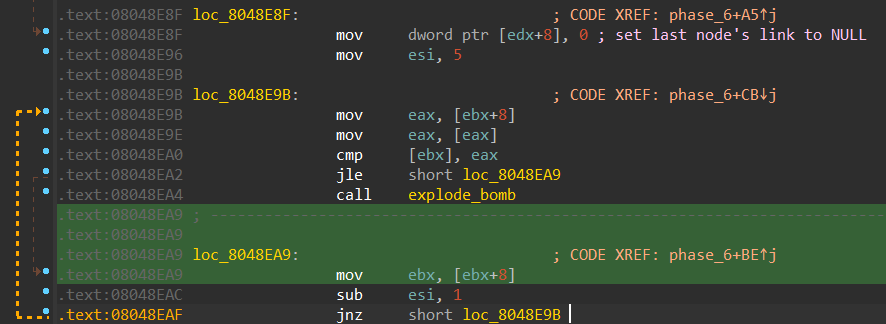 .text:08048E8F loc_8048E8F: ; CODE XREF: phase_6+A5↑j
.text:08048E8F mov dword ptr [edx+8], 0 ; set last node's link to NULL
.text:08048E96 mov esi, 5
.text:08048E9B
.text:08048E9B loc_8048E9B: ; CODE XREF: phase_6+CB↓j
.text:08048E9B mov eax, [ebx+8]
.text:08048E9E mov eax, [eax]
.text:08048EA0 cmp [ebx], eax
.text:08048EA2 jle short loc_8048EA9
.text:08048EA4 call explode_bomb
.text:08048EA9 ; ---------------------------------------------------------------------------
.text:08048EA9
.text:08048EA9 loc_8048EA9: ; CODE XREF: phase_6+BE↑j
.text:08048EA9 mov ebx, [ebx+8]
.text:08048EAC sub esi, 1
.text:08048EAF jnz short loc_8048E9B